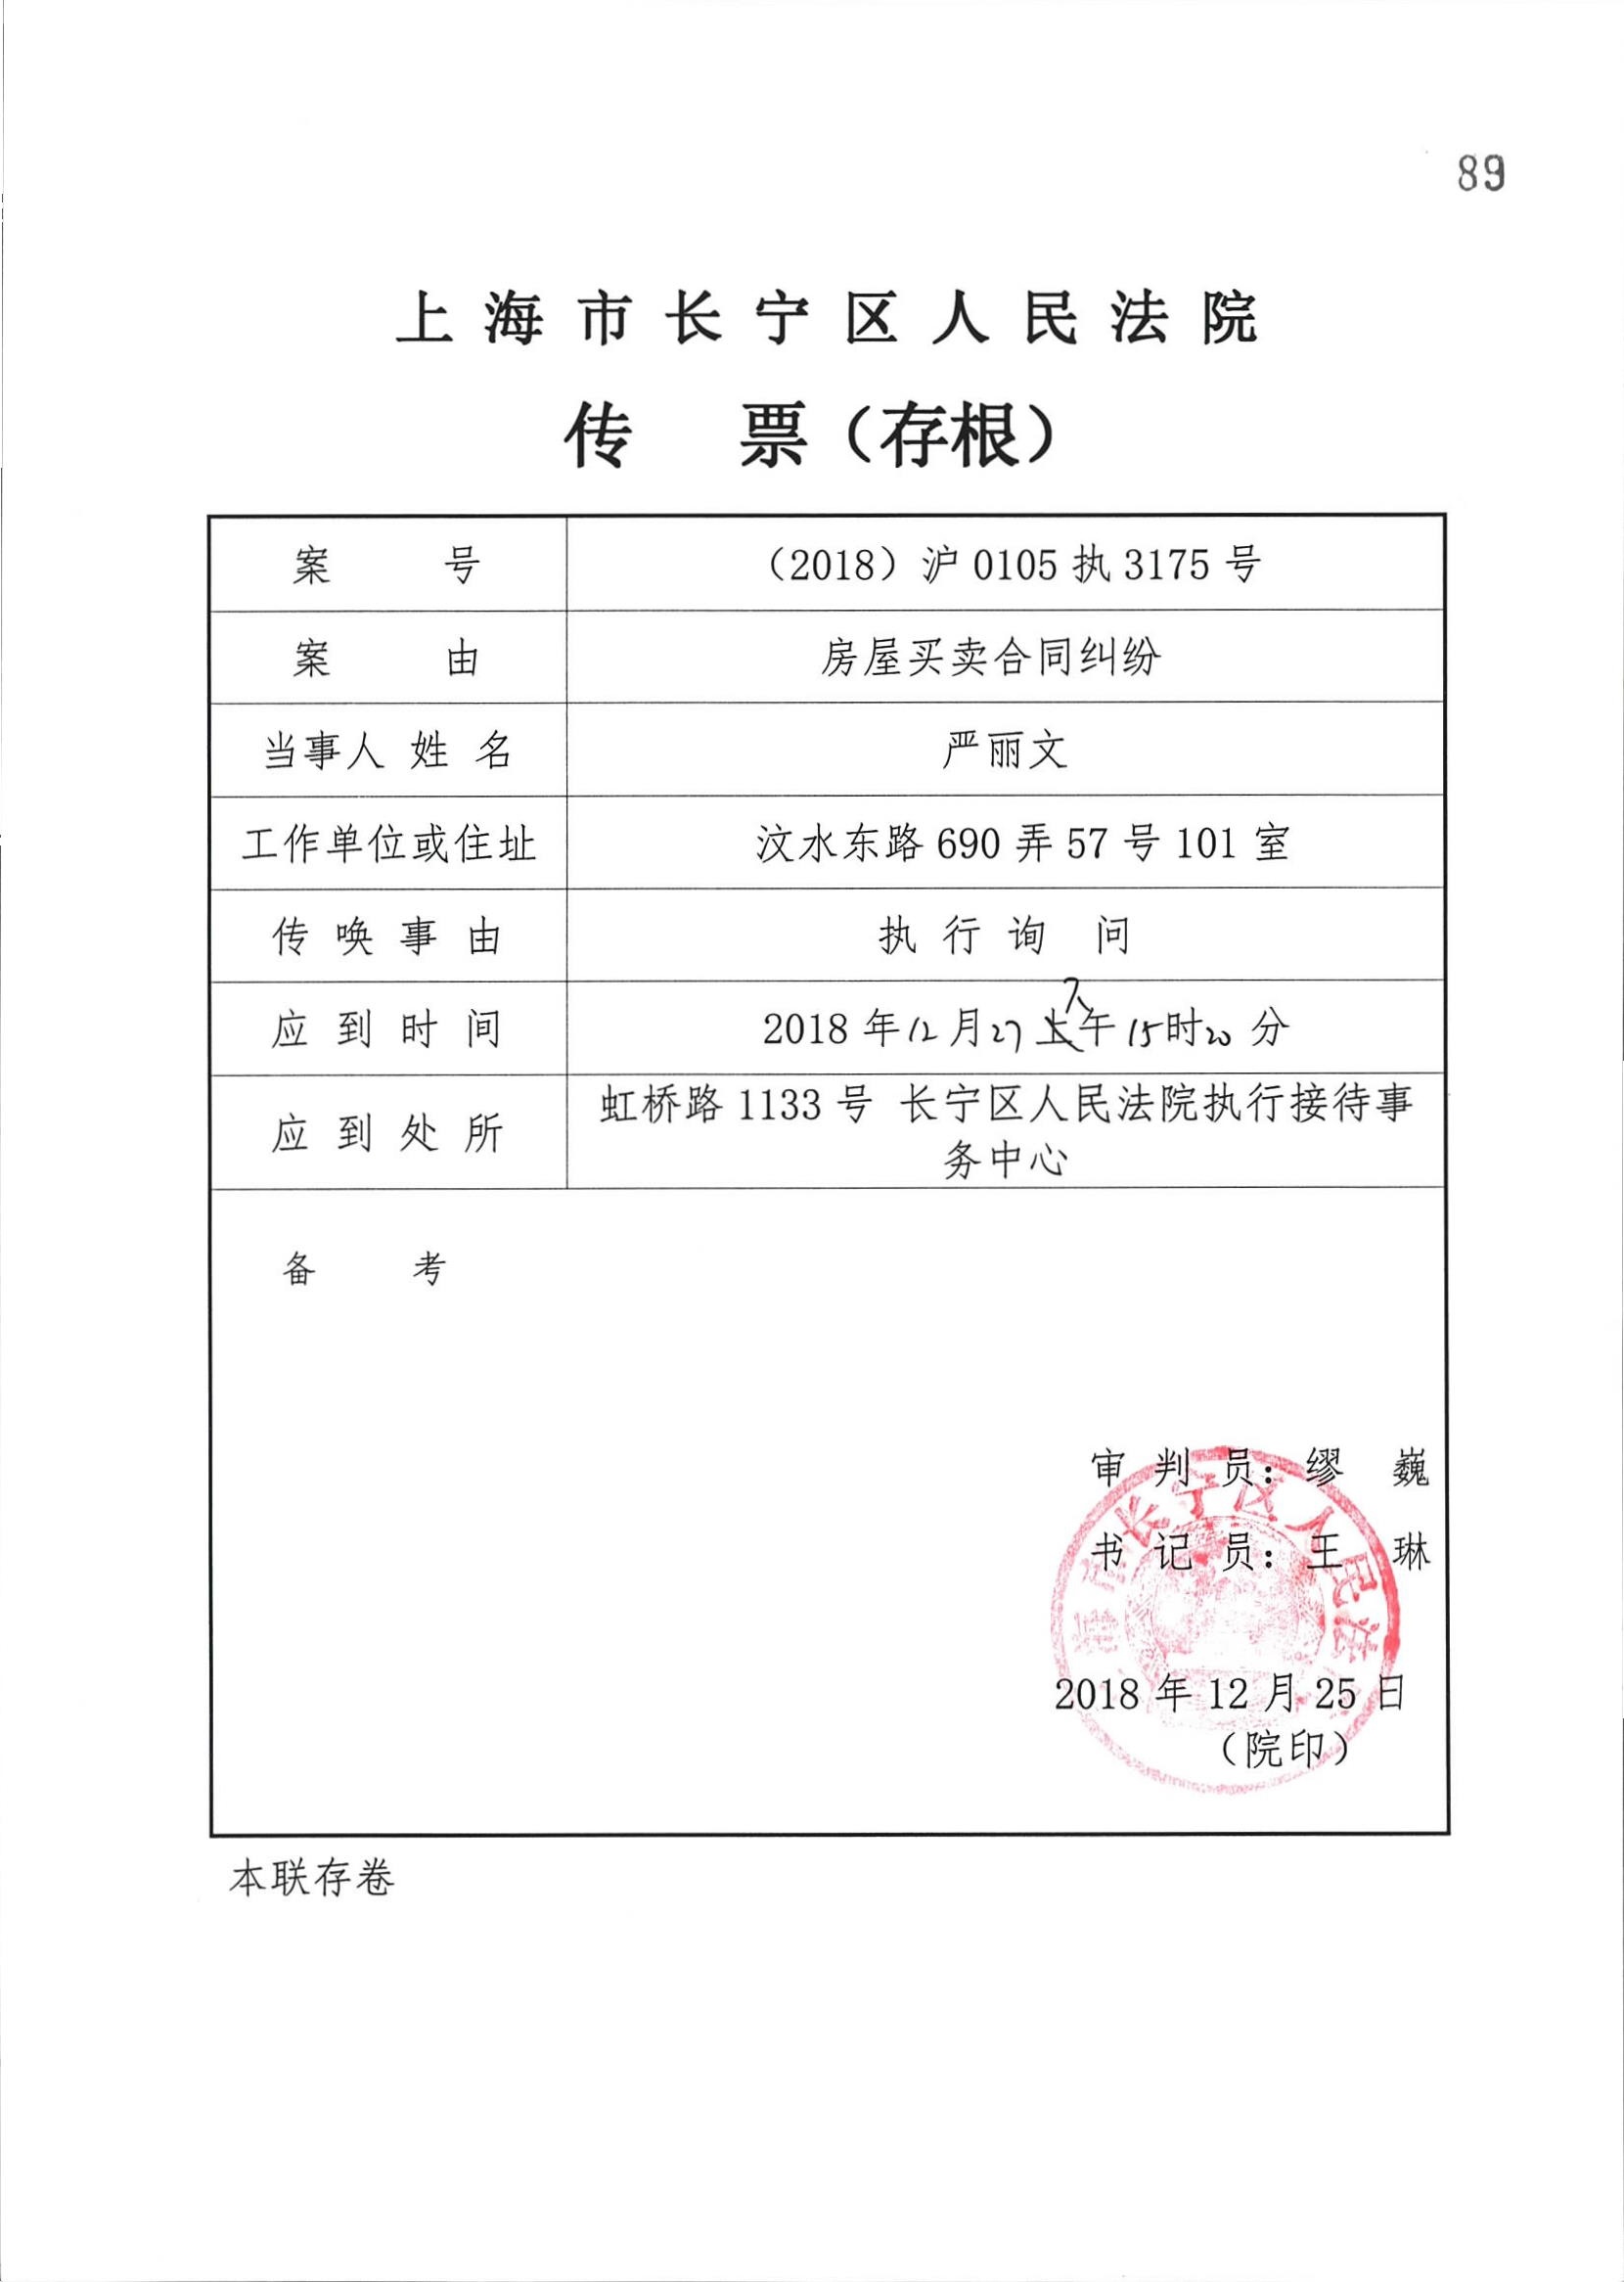 89
上海市长宁区人民法院
传 票（存根）
案 号 （2018）沪 0105 执 3175 号
案 由 房屋买卖合同纠纷
当事人姓名 严丽文
工作单位或住址 汶水东路 690 弄 57 号 101 室
传唤事由 执行询问
下
应到时间 2018 年 12 月 27 上午 15 时 20 分
应到处所 虹桥路 1133 号 长宁区人民法院执行接待事
务中心
备 考
审判员：缪 巍
书记员：王 琳
2018 年 12 月 25 日
（院印）
海市长宁区人民法
本联存卷